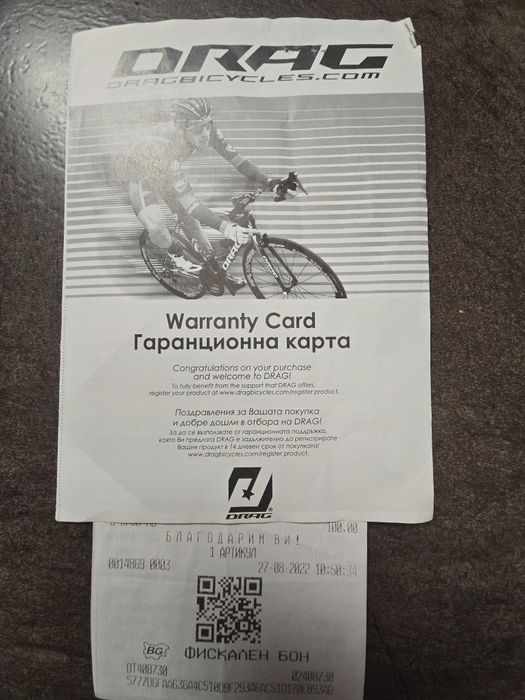 DRAG
DRAGBICYCLES.COM
DRAG
Warranty Card
Гаранционна карта
Congratulations on your purchase
and welcome to DRAG!
To fully benefit from the support that DRAG offers,
register your product at www.dragbicycles.com/register product.
Поздравления за Вашата покупка
и добре дошли в отбора на DRAG!
За да се възползвате от гаранционната поддръжка,
която Ви предлага DRAG е задължително да регистрирате
Вашия продукт в 14 дневен срок от покупката!
www.dragbicycles.com/register product.
DRAG®
100.00
БЛАГОДАРИМ ВИ!
1 АРТИКУЛ
0014869 0003 27-08-2022 10:50:34
BG!
ФИСКАЛЕН БОН
DT408730 02408730